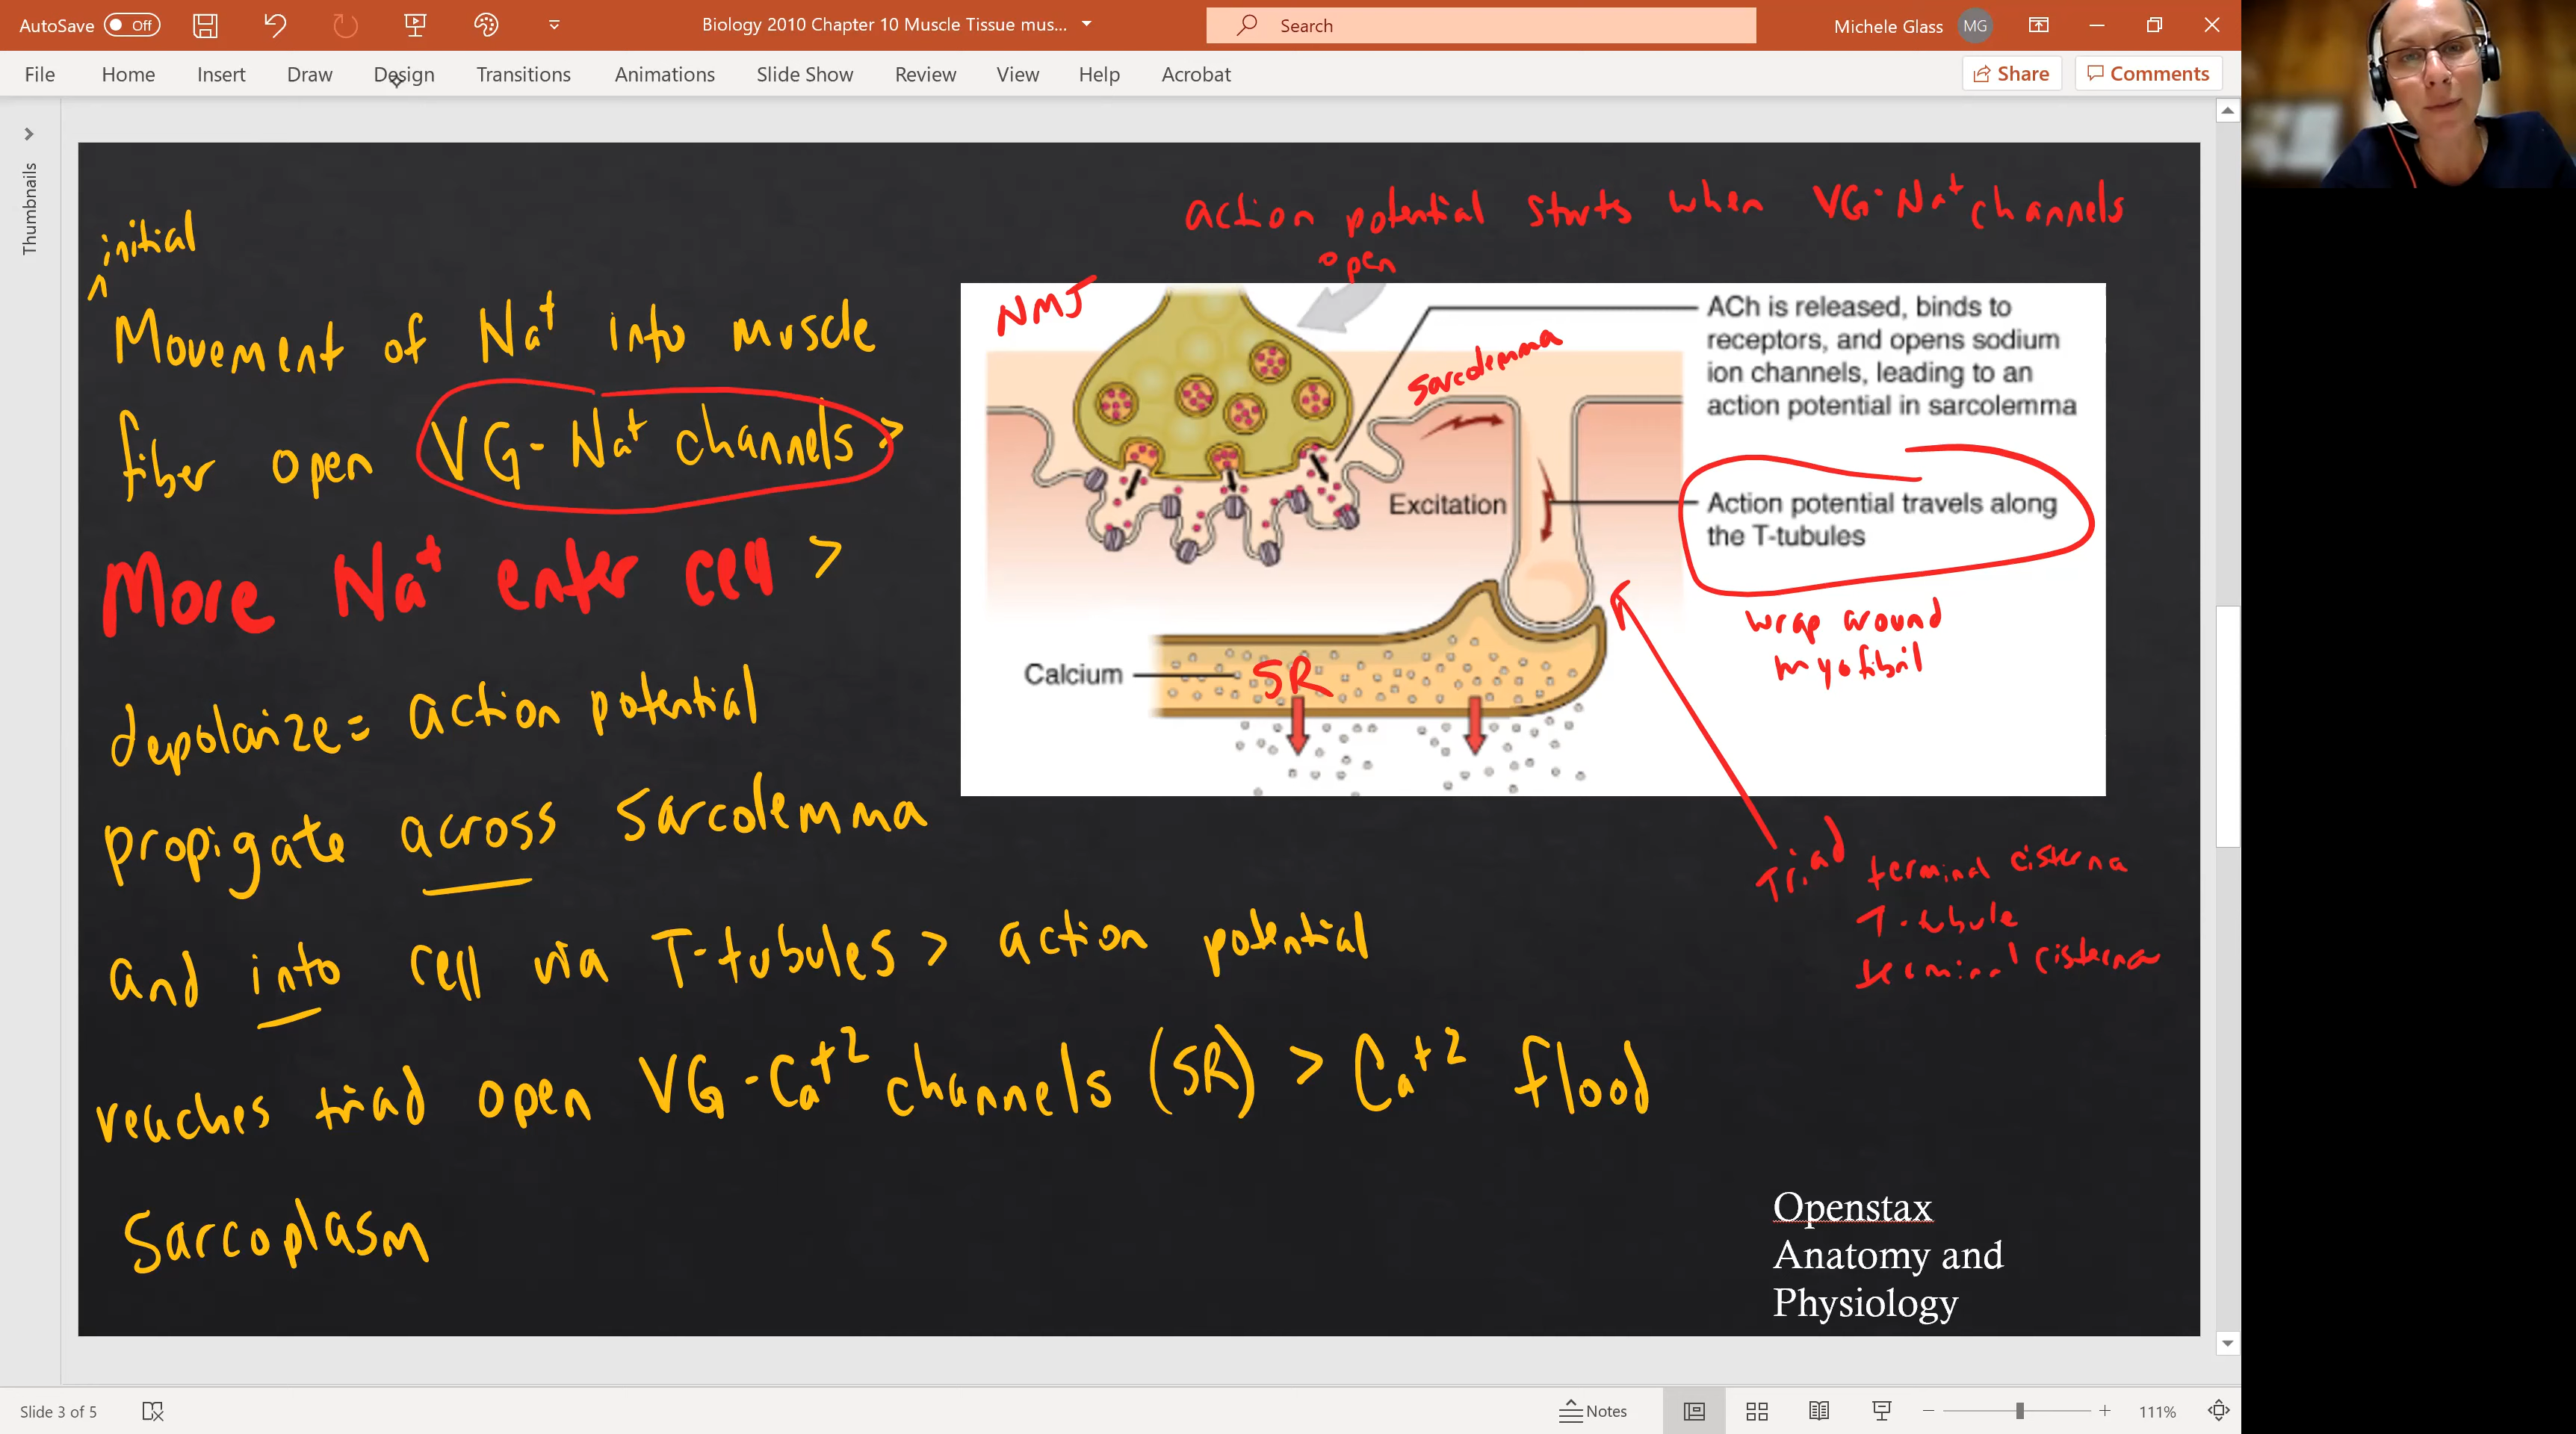 AutoSave Off
Biology 2010 Chapter 10 Muscle Tissue mus...
Search
Michele Glass MG
File Home Insert Draw Design Transitions Animations Slide Show Review View Help Acrobat
Share Comments
Thumbnails
action potential starts when VG-Na+ channels
open
initial
^
Movement of Na+ into muscle
fiber open VG-Na+ channels >
More Na+ enter cell >
depolarize = action potential
propigate across sarcolemma
and into cell via T-tubules > action potential
reaches triad open VG-Ca+2 channels (SR) > Ca+2 flood
Sarcoplasm
NMJ
sarcolemma
ACh is released, binds to
receptors, and opens sodium
ion channels, leading to an
action potential in sarcolemma
Excitation
Action potential travels along
the T-tubules
wrap around
myofibril
Calcium
SR
Triad terminal cisterna
T-tubule
terminal cisterna
Openstax
Anatomy and
Physiology
Slide 3 of 5
Notes
111%